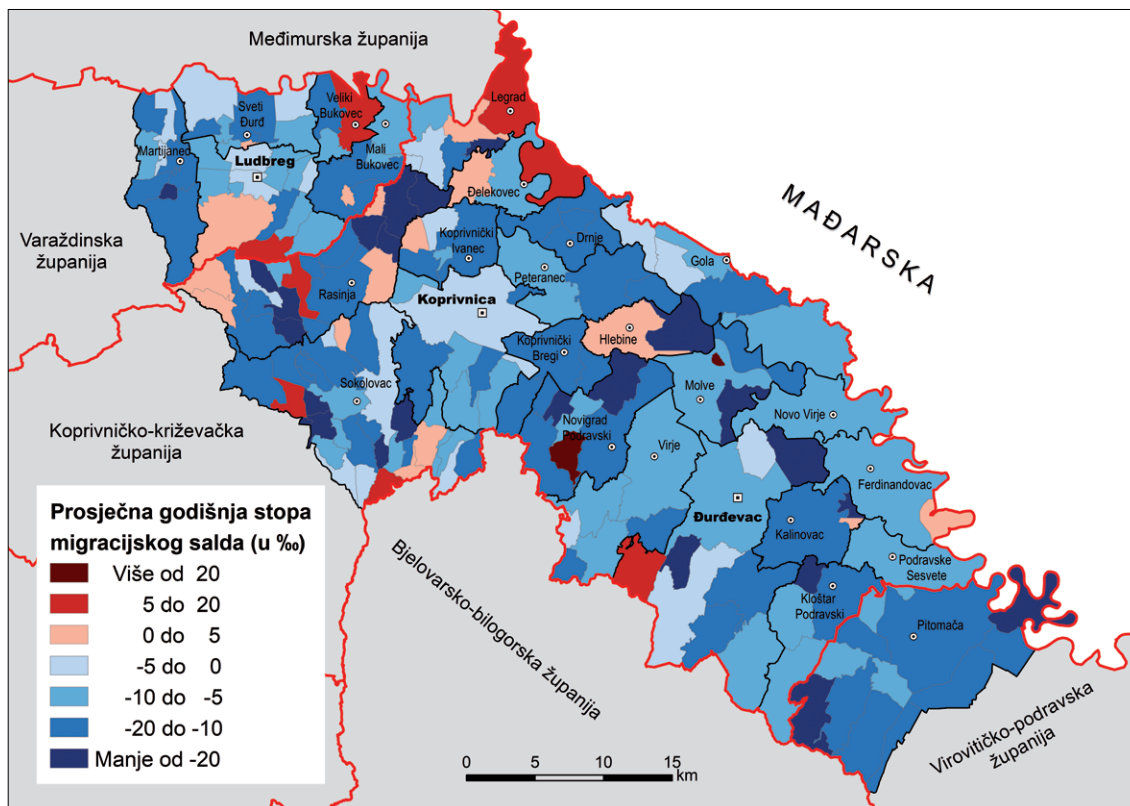 Međimurska županija
Legrad
Veliki
Bukovec
Sveti
Đurđ
Mali
Bukovec
Martijanec
Ludbreg
Đelekovec
MAĐARSKA
Varaždinska
županija
Koprivnički
Ivanec
Drnje
Gola
Peteranec
Rasinja
Koprivnica
Hlebine
Koprivnički
Bregi
Sokolovac
Molve
Novo Virje
Koprivničko-križevačka
županija
Novigrad
Podravski
Virje
Ferdinandovac
Đurđevac
Kalinovac
Podravske
Sesvete
Kloštar
Podravski
Pitomača
Bjelovarsko-bilogorska županija
Virovitičko-podravska
županija
Prosječna godišnja stopa
migracijskog salda (u ‰)
Više od 20
5 do 20
0 do 5
-5 do 0
-10 do -5
-20 do -10
Manje od -20
0 5 10 15
km